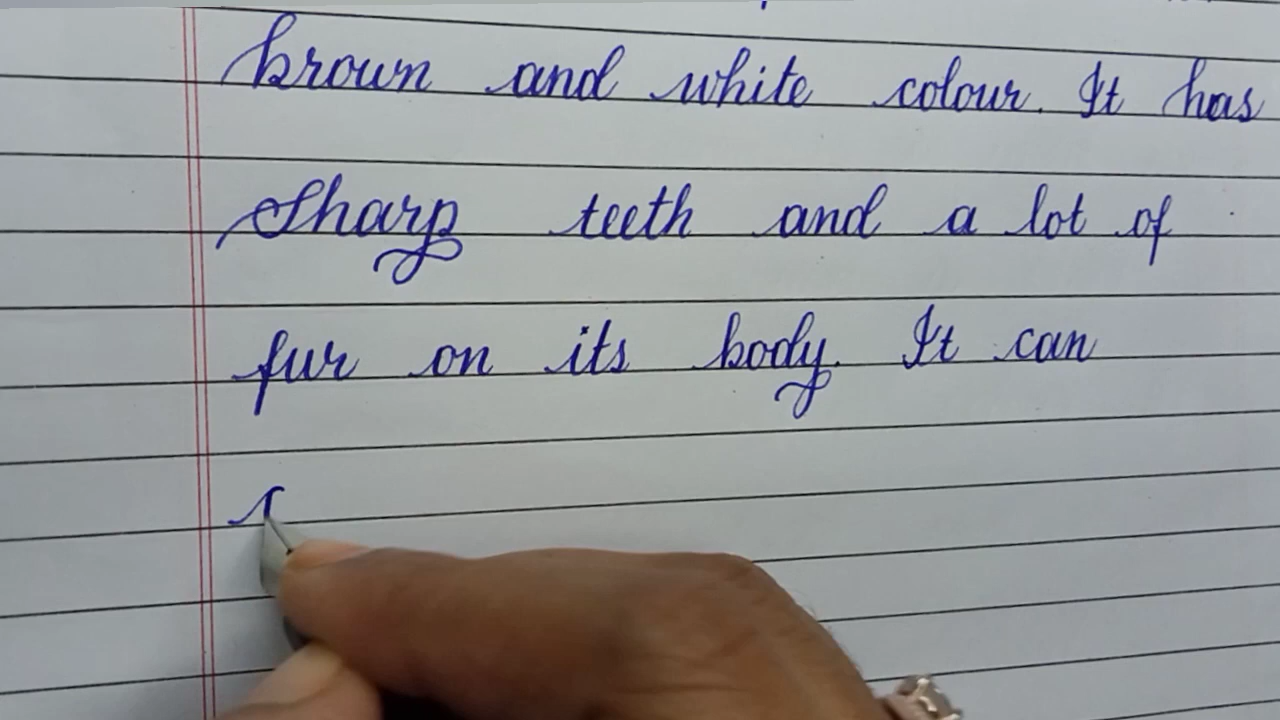 brown and white colour. It has
Sharp teeth and a lot of
fur on its body. It can